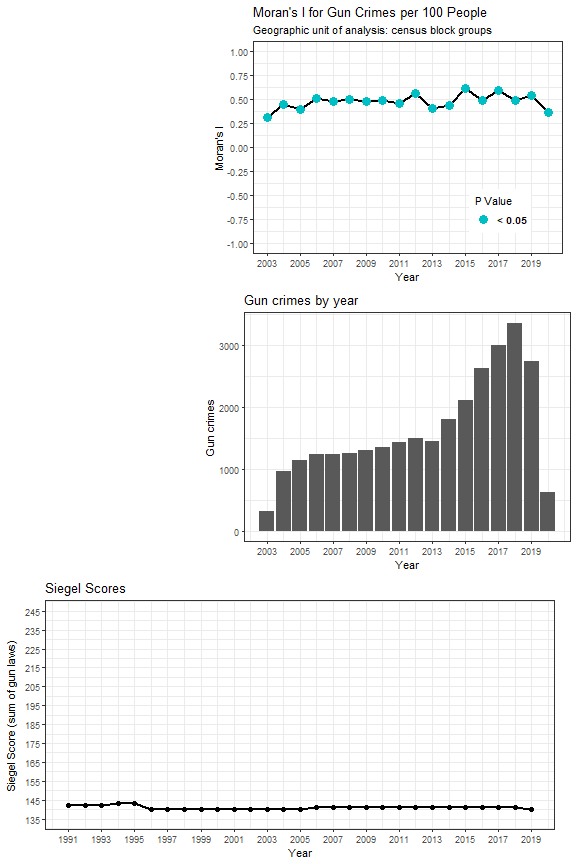 Moran's I for Gun Crimes per 100 People
Geographic unit of analysis: census block groups
1.00
0.75
0.50
0.25
0.00
-0.25
-0.50
-0.75
-1.00
Moran's I
P Value
< 0.05
2003 2005 2007 2009 2011 2013 2015 2017 2019
Year
Gun crimes by year
3000
2000
1000
0
Gun crimes
2003 2005 2007 2009 2011 2013 2015 2017 2019
Year
Siegel Scores
245
235
225
215
205
195
185
175
165
155
145
135
Siegel Score (sum of gun laws)
1991 1993 1995 1997 1999 2001 2003 2005 2007 2009 2011 2013 2015 2017 2019
Year